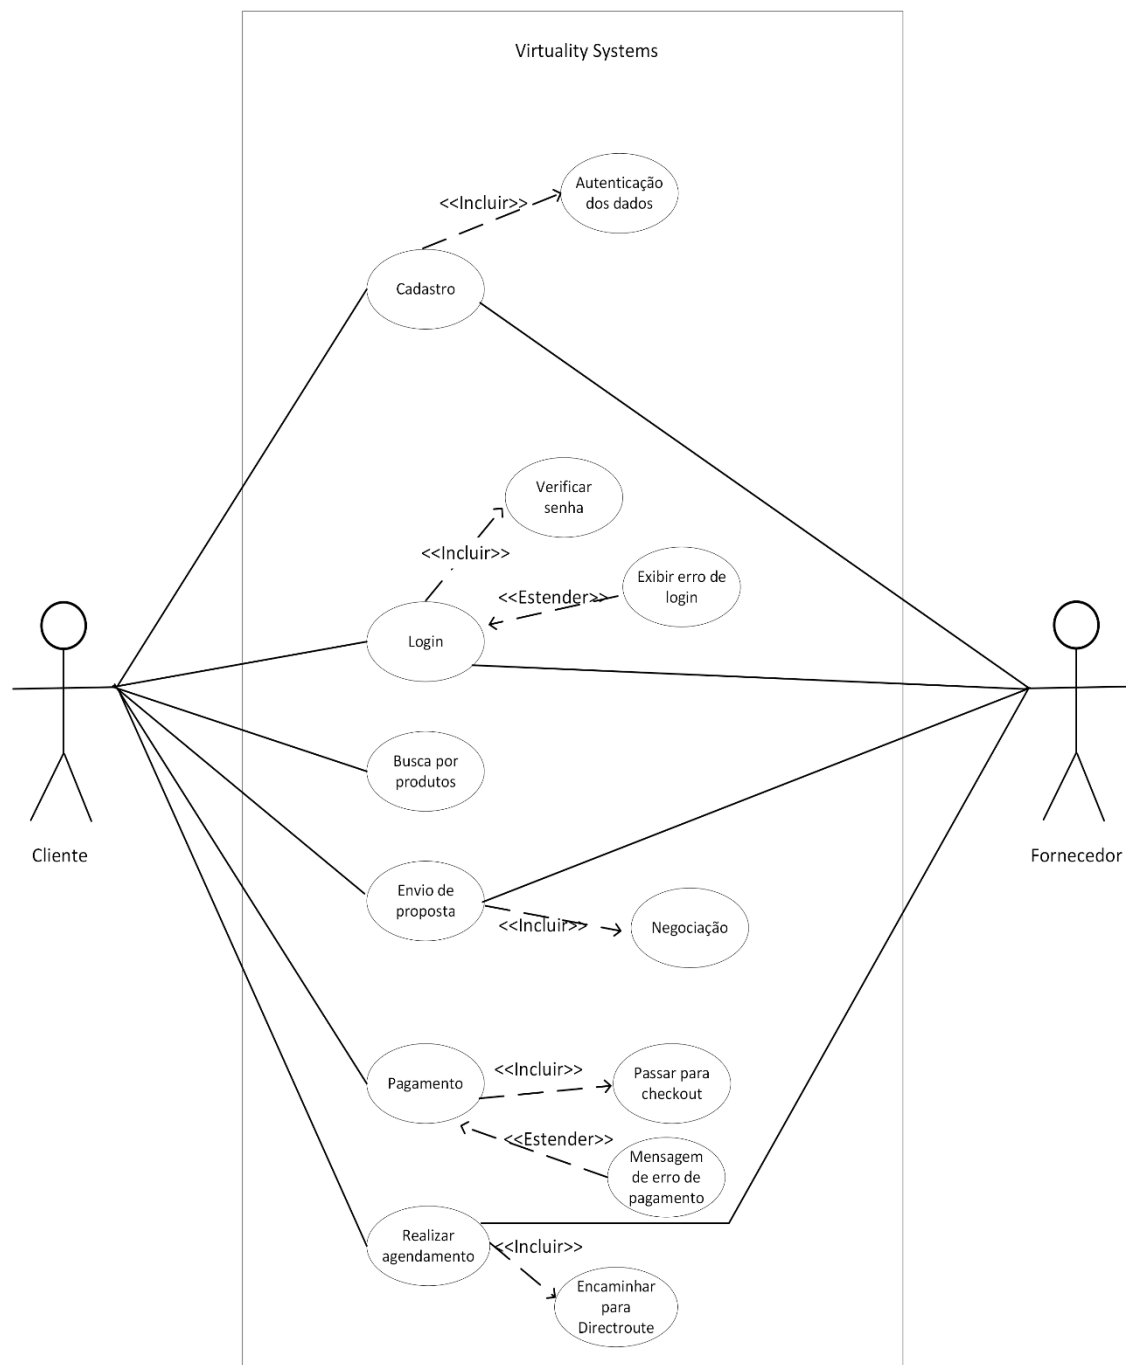 Virtuality Systems
Autenticação
dos dados
<<Incluir>>
Cadastro
Verificar
senha
<<Incluir>>
Exibir erro de
login
<<Estender>>
Login
Busca por
produtos
Cliente
Fornecedor
Envio de
proposta
<<Incluir>>
Negociação
Pagamento
<<Incluir>>
Passar para
checkout
<<Estender>>
Mensagem
de erro de
pagamento
Realizar
agendamento
<<Incluir>>
Encaminhar
para
Directroute